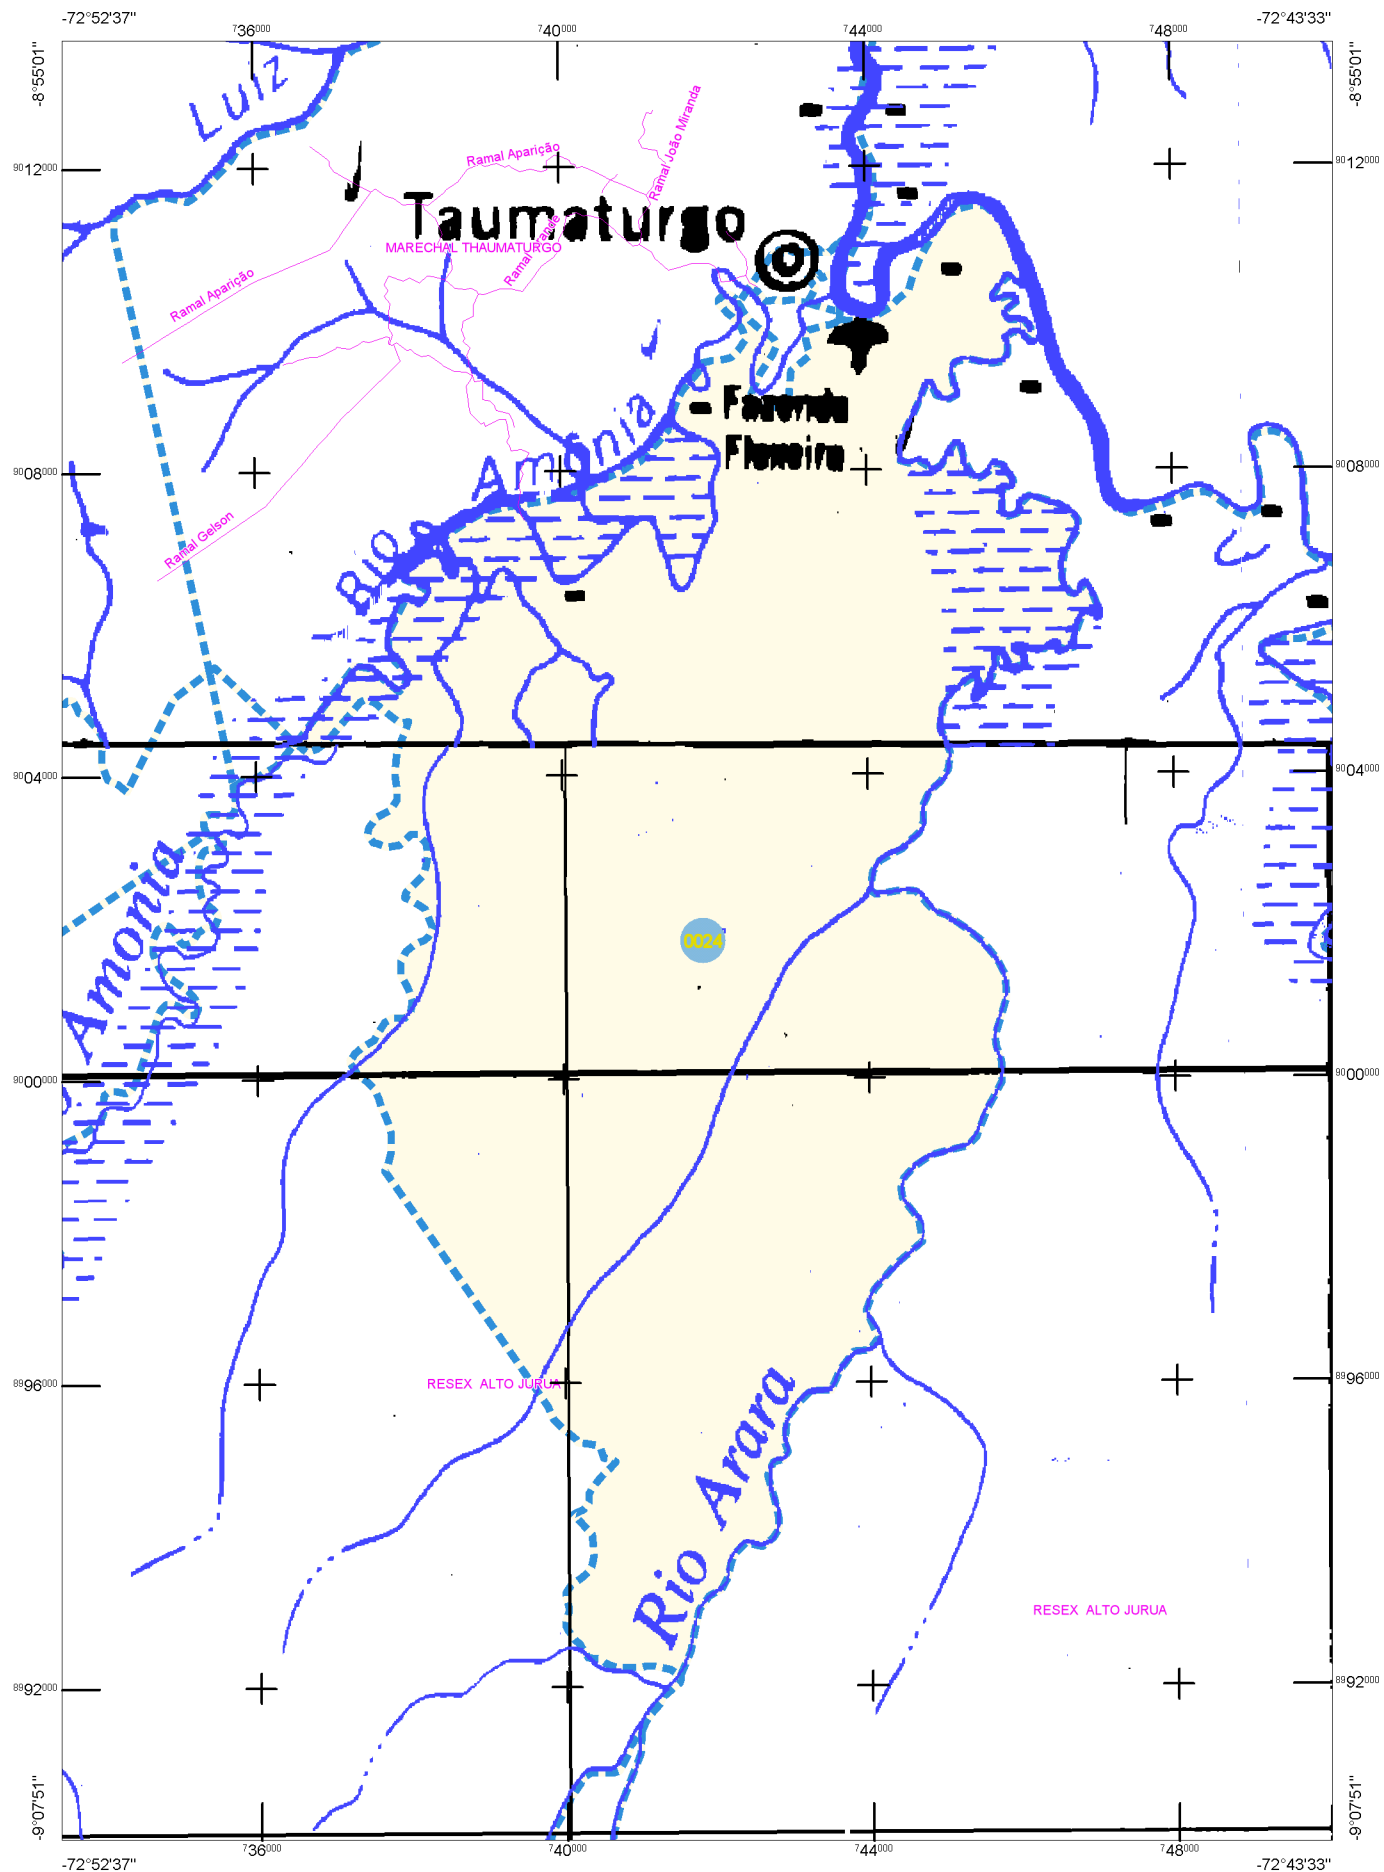 -72°52'37"
-72°43'33"
736000
740000
744000
748000
-8°55'01"
-8°55'01"
Luiz
Ramal João Miranda
Ramal Aparição
9012000
9012000
Taumaturgo
MARECHAL THAUMATURGO
Ramal Grande
Ramal Aparição
Fazenda
Floreira
Rio Amônia
9008000
9008000
Ramal Gelson
9004000
9004000
Amonia
0024
9000000
9000000
RESEX ALTO JURUA
8996000
8996000
Rio Arara
RESEX ALTO JURUA
8992000
8992000
-9°07'51"
-9°07'51"
736000
740000
744000
748000
-72°52'37"
-72°43'33"